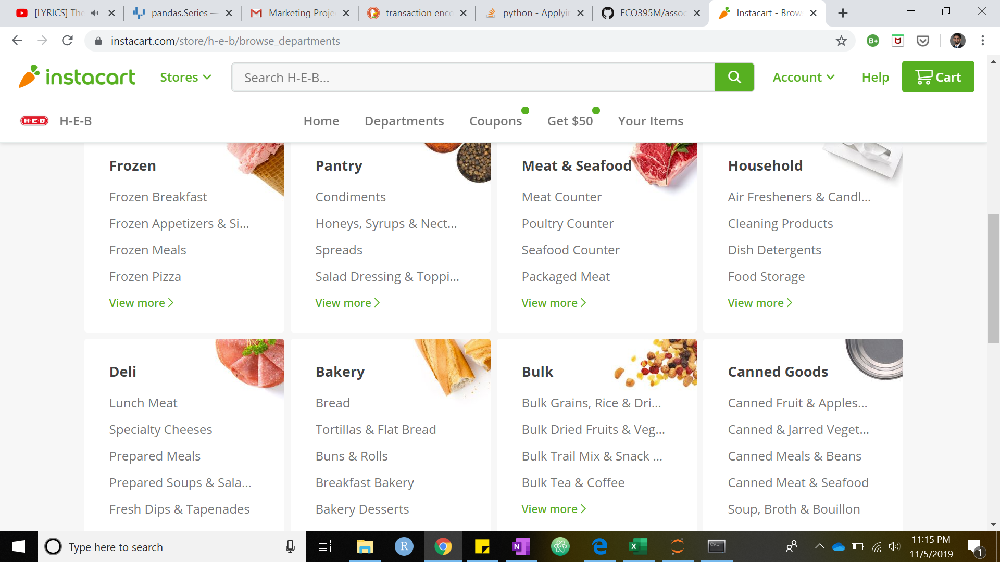 [LYRICS] The
pandas.Series —
Marketing Proje
transaction enco
python - Applyin
ECO395M/assoc
Instacart - Brow
instacart.com/store/h-e-b/browse_departments
B+
instacart
Stores
Search H-E-B...
Account
Help
Cart
H-E-B
H-E-B
Home
Departments
Coupons
Get $50
Your Items
Frozen
Frozen Breakfast
Frozen Appetizers & Si...
Frozen Meals
Frozen Pizza
View more
Pantry
Condiments
Honeys, Syrups & Nect...
Spreads
Salad Dressing & Toppi...
View more
Meat & Seafood
Meat Counter
Poultry Counter
Seafood Counter
Packaged Meat
View more
Household
Air Fresheners & Candl...
Cleaning Products
Dish Detergents
Food Storage
View more
Deli
Lunch Meat
Specialty Cheeses
Prepared Meals
Prepared Soups & Sala...
Fresh Dips & Tapenades
Bakery
Bread
Tortillas & Flat Bread
Buns & Rolls
Breakfast Bakery
Bakery Desserts
Bulk
Bulk Grains, Rice & Dri...
Bulk Dried Fruits & Veg...
Bulk Trail Mix & Snack ...
Bulk Tea & Coffee
View more
Canned Goods
Canned Fruit & Apples...
Canned & Jarred Veget...
Canned Meals & Beans
Canned Meat & Seafood
Soup, Broth & Bouillon
Type here to search
R
N
X
11:15 PM
11/5/2019
1